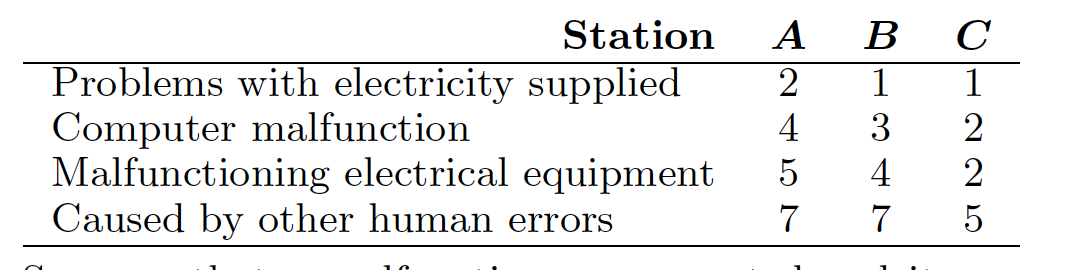 Station A B C
Problems with electricity supplied 2 1 1
Computer malfunction 4 3 2
Malfunctioning electrical equipment 5 4 2
Caused by other human errors 7 7 5